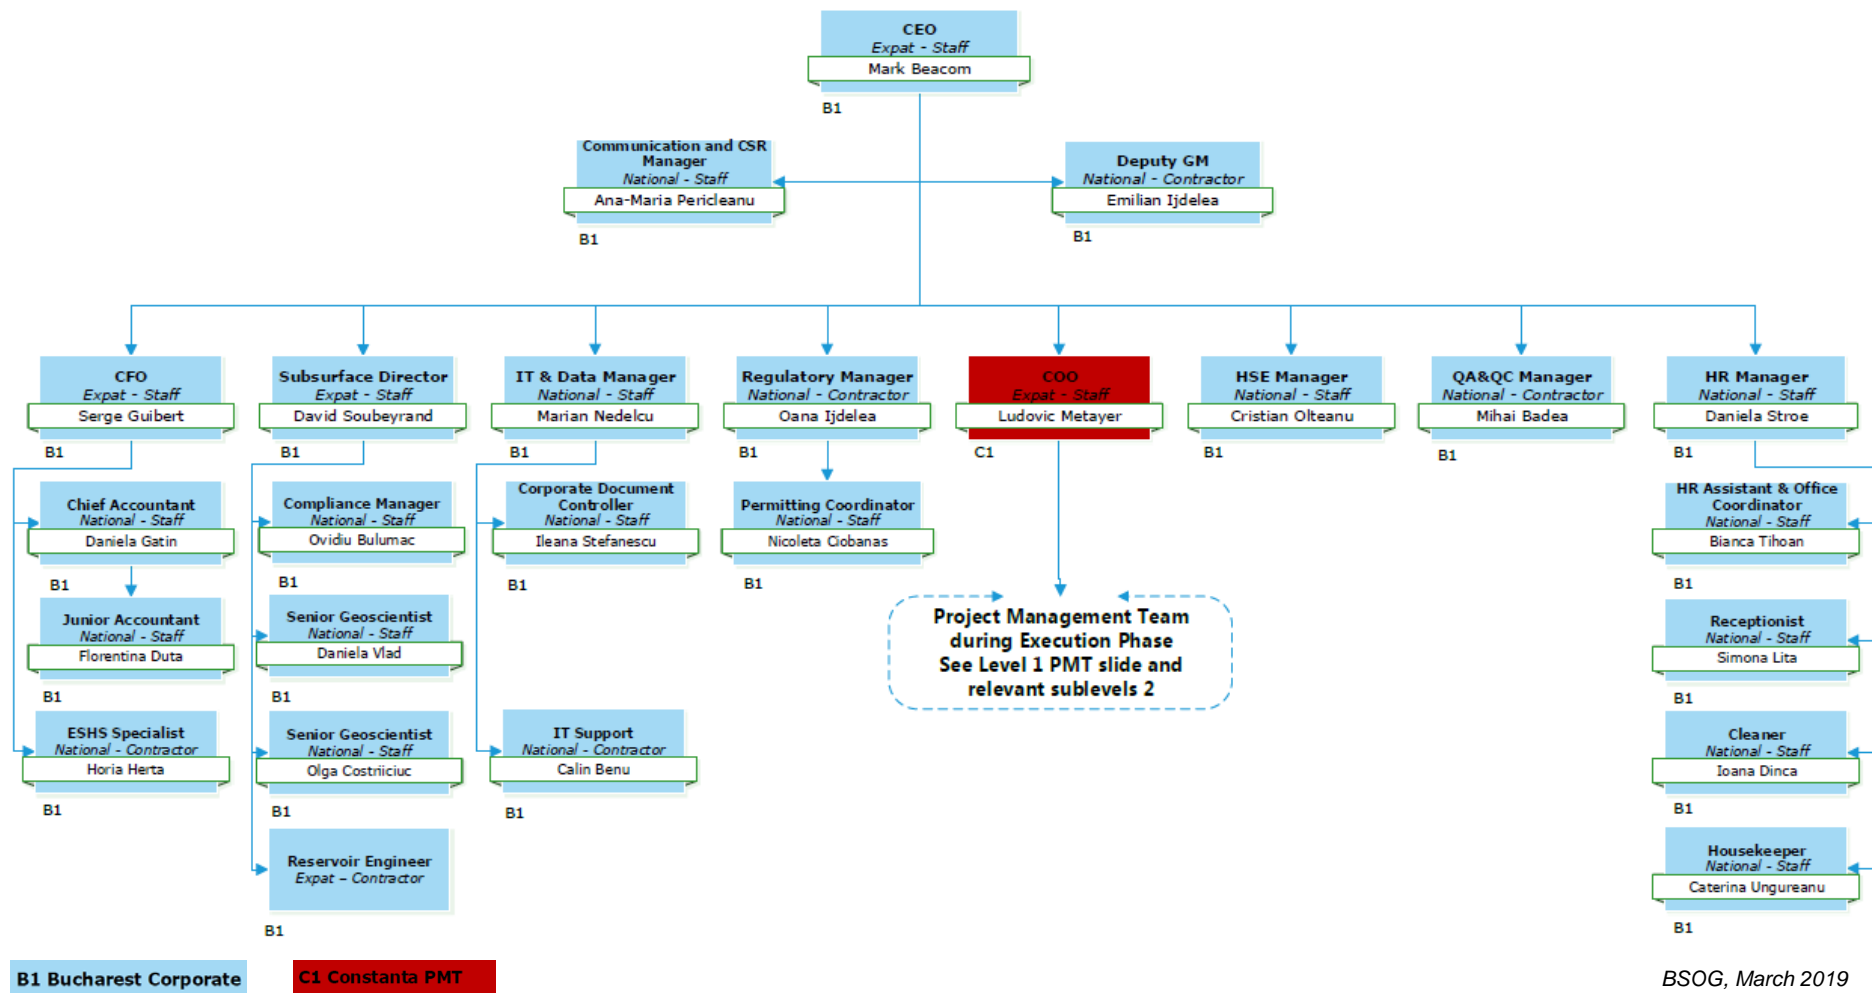 CEO
Expat - Staff
Mark Beacom
B1
Communication and CSR
Manager
National - Staff
Ana-Maria Pericleanu
B1
Deputy GM
National - Contractor
Emilian Ijdelea
B1
CFO
Expat - Staff
Serge Guibert
B1
Subsurface Director
Expat - Staff
David Soubeyrand
B1
IT & Data Manager
National - Staff
Marian Nedelcu
B1
Regulatory Manager
National - Contractor
Oana Ijdelea
B1
COO
Expat - Staff
Ludovic Metayer
C1
HSE Manager
National - Staff
Cristian Olteanu
B1
QA&QC Manager
National - Contractor
Mihai Badea
B1
HR Manager
National - Staff
Daniela Stroe
B1
Chief Accountant
National - Staff
Daniela Gatin
B1
Compliance Manager
National - Staff
Ovidiu Bulumac
B1
Corporate Document
Controller
National - Staff
Ileana Stefanescu
B1
Permitting Coordinator
National - Staff
Nicoleta Ciobanas
B1
HR Assistant & Office
Coordinator
National - Staff
Bianca Tihoan
B1
Junior Accountant
National - Staff
Florentina Duta
B1
Senior Geoscientist
National - Staff
Daniela Vlad
B1
Project Management Team
during Execution Phase
See Level 1 PMT slide and
relevant sublevels 2
Receptionist
National - Staff
Simona Lita
B1
ESHS Specialist
National - Contractor
Horia Herta
B1
Senior Geoscientist
National - Staff
Olga Costriiciuc
B1
IT Support
National - Contractor
Calin Benu
B1
Cleaner
National - Staff
Ioana Dinca
B1
Reservoir Engineer
Expat – Contractor
B1
Housekeeper
National - Staff
Caterina Ungureanu
B1
B1 Bucharest Corporate
C1 Constanta PMT
BSOG, March 2019